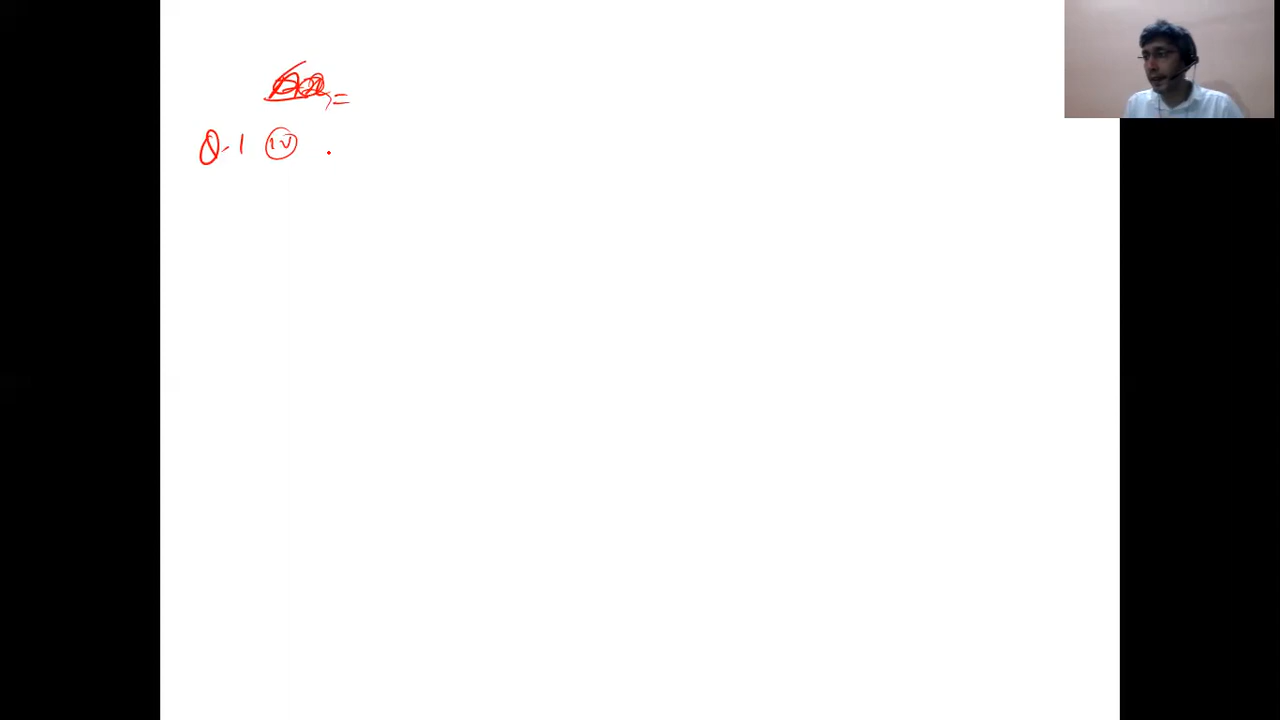 =
Q.1 (iv) .